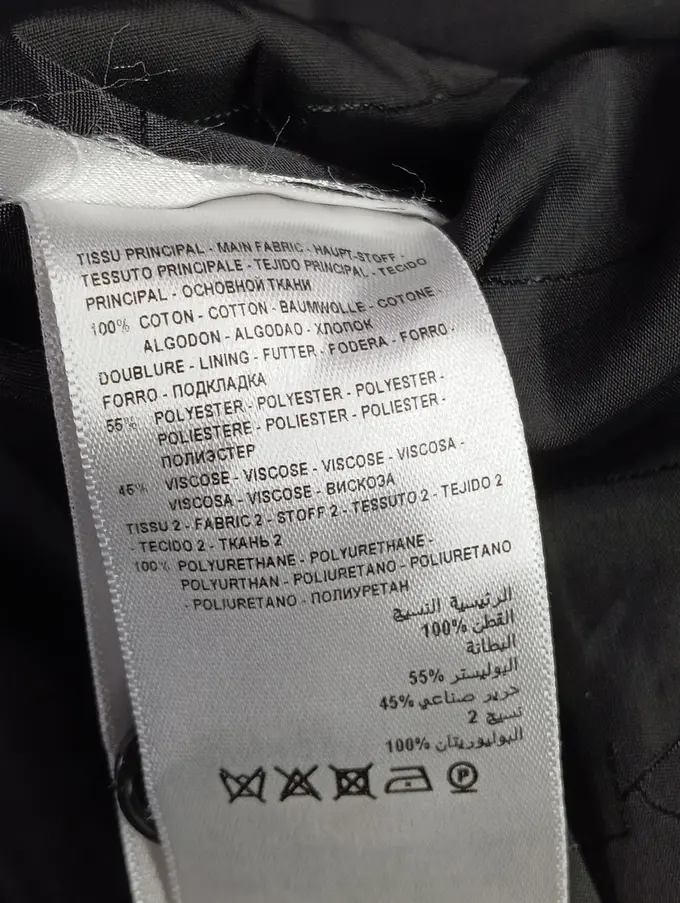 TISSU PRINCIPAL - MAIN FABRIC - HAUPT-STOFF -
TESSUTO PRINCIPALE - TEJIDO PRINCIPAL - TECIDO
PRINCIPAL - ОСНОВНОЙ ТКАНИ
100% COTON - COTTON - BAUMWOLLE - COTONE -
ALGODON - ALGODAO - ХЛОПОК
DOUBLURE - LINING - FUTTER - FODERA - FORRO -
FORRO - ПОДКЛАДКА
55% POLYESTER - POLYESTER - POLYESTER -
POLIESTERE - POLIESTER - POLIESTER -
ПОЛИЭСТЕР
45% VISCOSE - VISCOSE - VISCOSE - VISCOSA -
VISCOSA - VISCOSE - ВИСКОЗА
TISSU 2 - FABRIC 2 - STOFF 2 - TESSUTO 2 - TEJIDO 2
- TECIDO 2 - ТКАНЬ 2
100% POLYURETHANE - POLYURETHANE -
POLYURTHAN - POLIURETANO - POLIURETANO
- POLIURETANO - ПОЛИУРЕТАН
الرئيسية النسيج
القطن 100%
البطانة
البوليستر 55%
حرير صناعي 45%
نسيج 2
البوليوريتان 100%
P